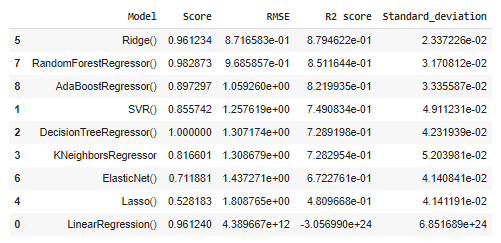 Model Score RMSE R2 score Standard_deviation
5 Ridge() 0.961234 8.716583e-01 8.794622e-01 2.337226e-02
7 RandomForestRegressor() 0.982873 9.685857e-01 8.511644e-01 3.170812e-02
8 AdaBoostRegressor() 0.897297 1.059260e+00 8.219935e-01 3.335587e-02
1 SVR() 0.855742 1.257619e+00 7.490834e-01 4.911231e-02
2 DecisionTreeRegressor() 1.000000 1.307174e+00 7.289198e-01 4.231939e-02
3 KNeighborsRegressor 0.816601 1.308679e+00 7.282954e-01 5.203981e-02
6 ElasticNet() 0.711881 1.437271e+00 6.722761e-01 4.140841e-02
4 Lasso() 0.528183 1.808765e+00 4.809668e-01 4.141191e-02
0 LinearRegression() 0.961240 4.389667e+12 -3.056990e+24 6.851689e+24